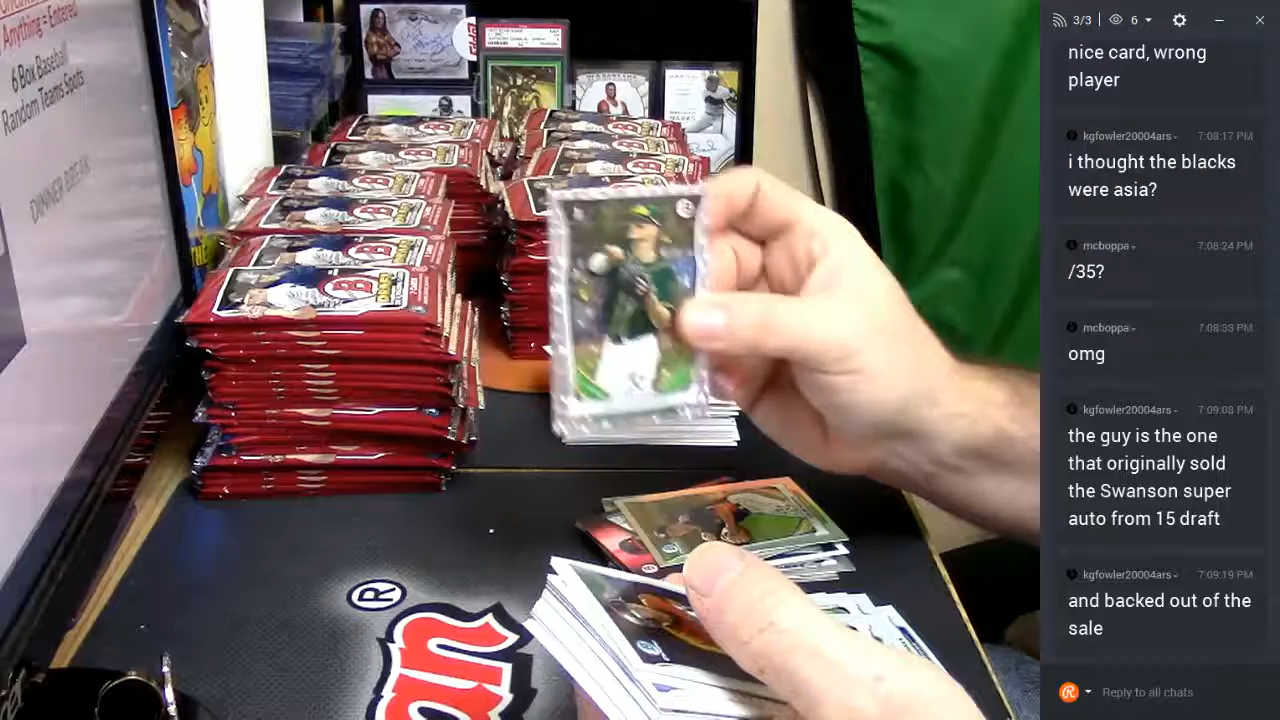 Anything = Entered
6 Box Baseball
Random Teams Spots
DINNER BREAK
3/3
6
nice card, wrong
player
kgfowler20004ars
7:08:17 PM
i thought the blacks
were asia?
mcboppa
7:08:24 PM
/35?
mcboppa
7:08:33 PM
omg
kgfowler20004ars
7:09:08 PM
the guy is the one
that originally sold
the Swanson super
auto from 15 draft
kgfowler20004ars
7:09:19 PM
and backed out of the
sale
Reply to all chats
an
®
B
DRAFT
topps